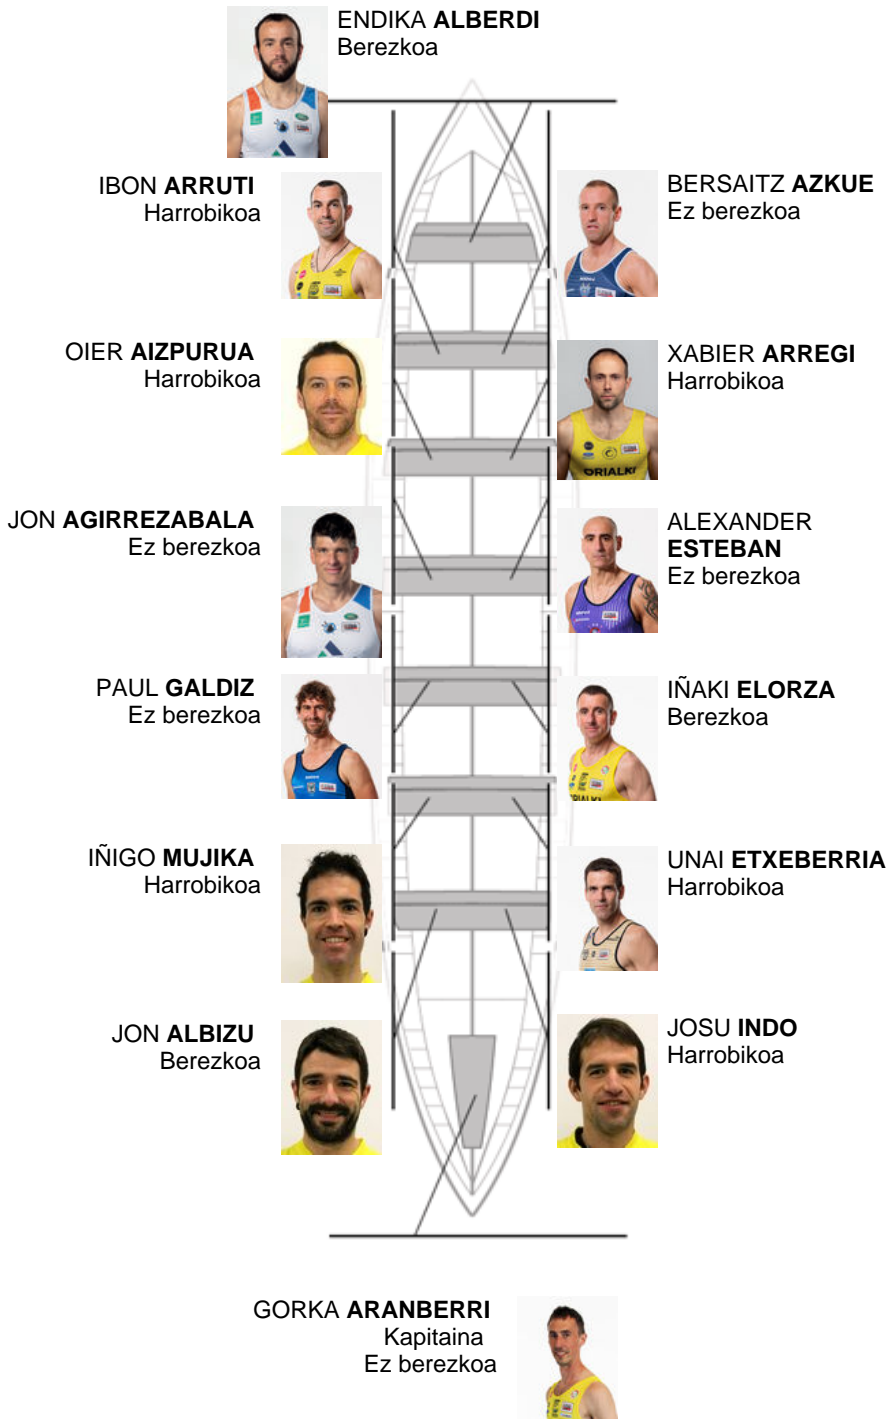 ENDIKA ALBERDI
Berezkoa
IBON ARRUTI
Harrobikoa
BERSAITZ AZKUE
Ez berezkoa
OIER AIZPURUA
Harrobikoa
XABIER ARREGI
Harrobikoa
ORIALKI
JON AGIRREZABALA
Ez berezkoa
ALEXANDER
ESTEBAN
Ez berezkoa
PAUL GALDIZ
Ez berezkoa
IÑAKI ELORZA
Berezkoa
IÑIGO MUJIKA
Harrobikoa
UNAI ETXEBERRIA
Harrobikoa
JON ALBIZU
Berezkoa
JOSU INDO
Harrobikoa
GORKA ARANBERRI
Kapitaina
Ez berezkoa